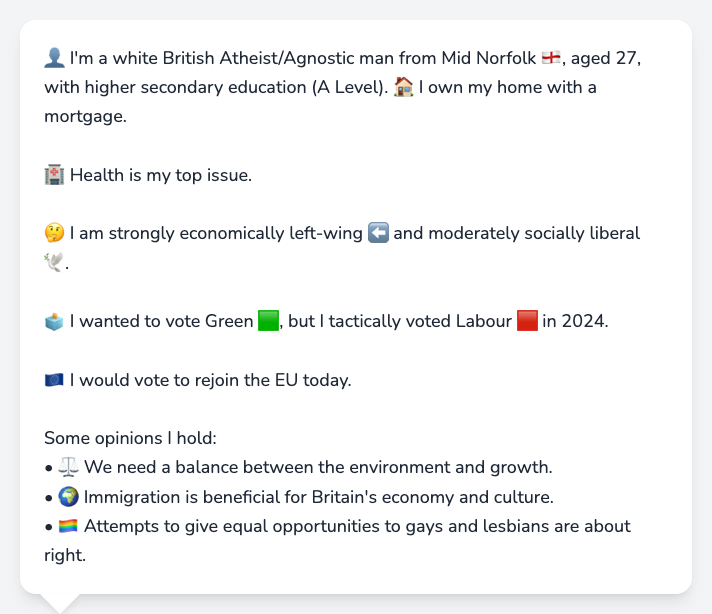 👤 I'm a white British Atheist/Agnostic man from Mid Norfolk 🏴󠁧󠁢󠁥󠁮󠁧󠁿, aged 27,
with higher secondary education (A Level). 🏠 I own my home with a
mortgage.
🏥 Health is my top issue.
🤔 I am strongly economically left-wing ⬅️ and moderately socially liberal
🕊️.
🗳️ I wanted to vote Green 🟩, but I tactically voted Labour 🟥 in 2024.
🇪🇺 I would vote to rejoin the EU today.
Some opinions I hold:
• ⚖️ We need a balance between the environment and growth.
• 🌍 Immigration is beneficial for Britain's economy and culture.
• 🏳️‍🌈 Attempts to give equal opportunities to gays and lesbians are about
right.